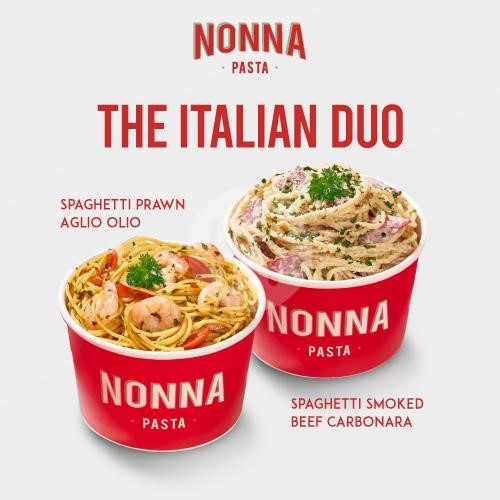 NONNA
· PASTA ·
THE ITALIAN DUO
SPAGHETTI PRAWN
AGLIO OLIO
NONNA
· PASTA ·
NONNA
· PASTA ·
SPAGHETTI SMOKED
BEEF CARBONARA